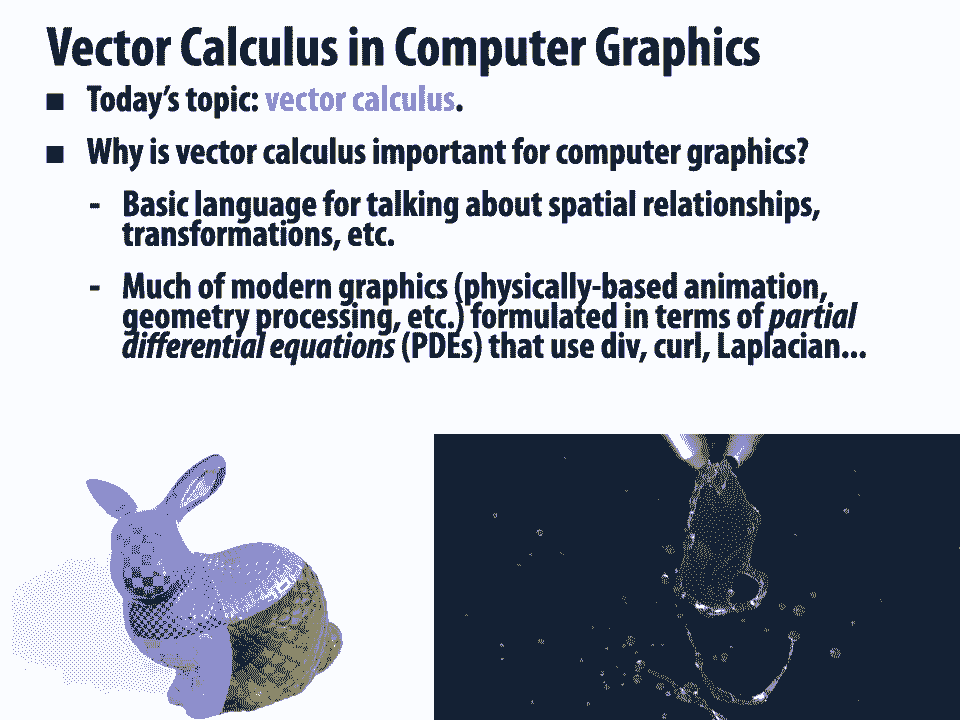 Vector Calculus in Computer Graphics
■ Today's topic: vector calculus.
■ Why is vector calculus important for computer graphics?
- Basic language for talking about spatial relationships,
transformations, etc.
- Much of modern graphics (physically-based animation,
geometry processing, etc.) formulated in terms of partial
differential equations (PDEs) that use div, curl, Laplacian...